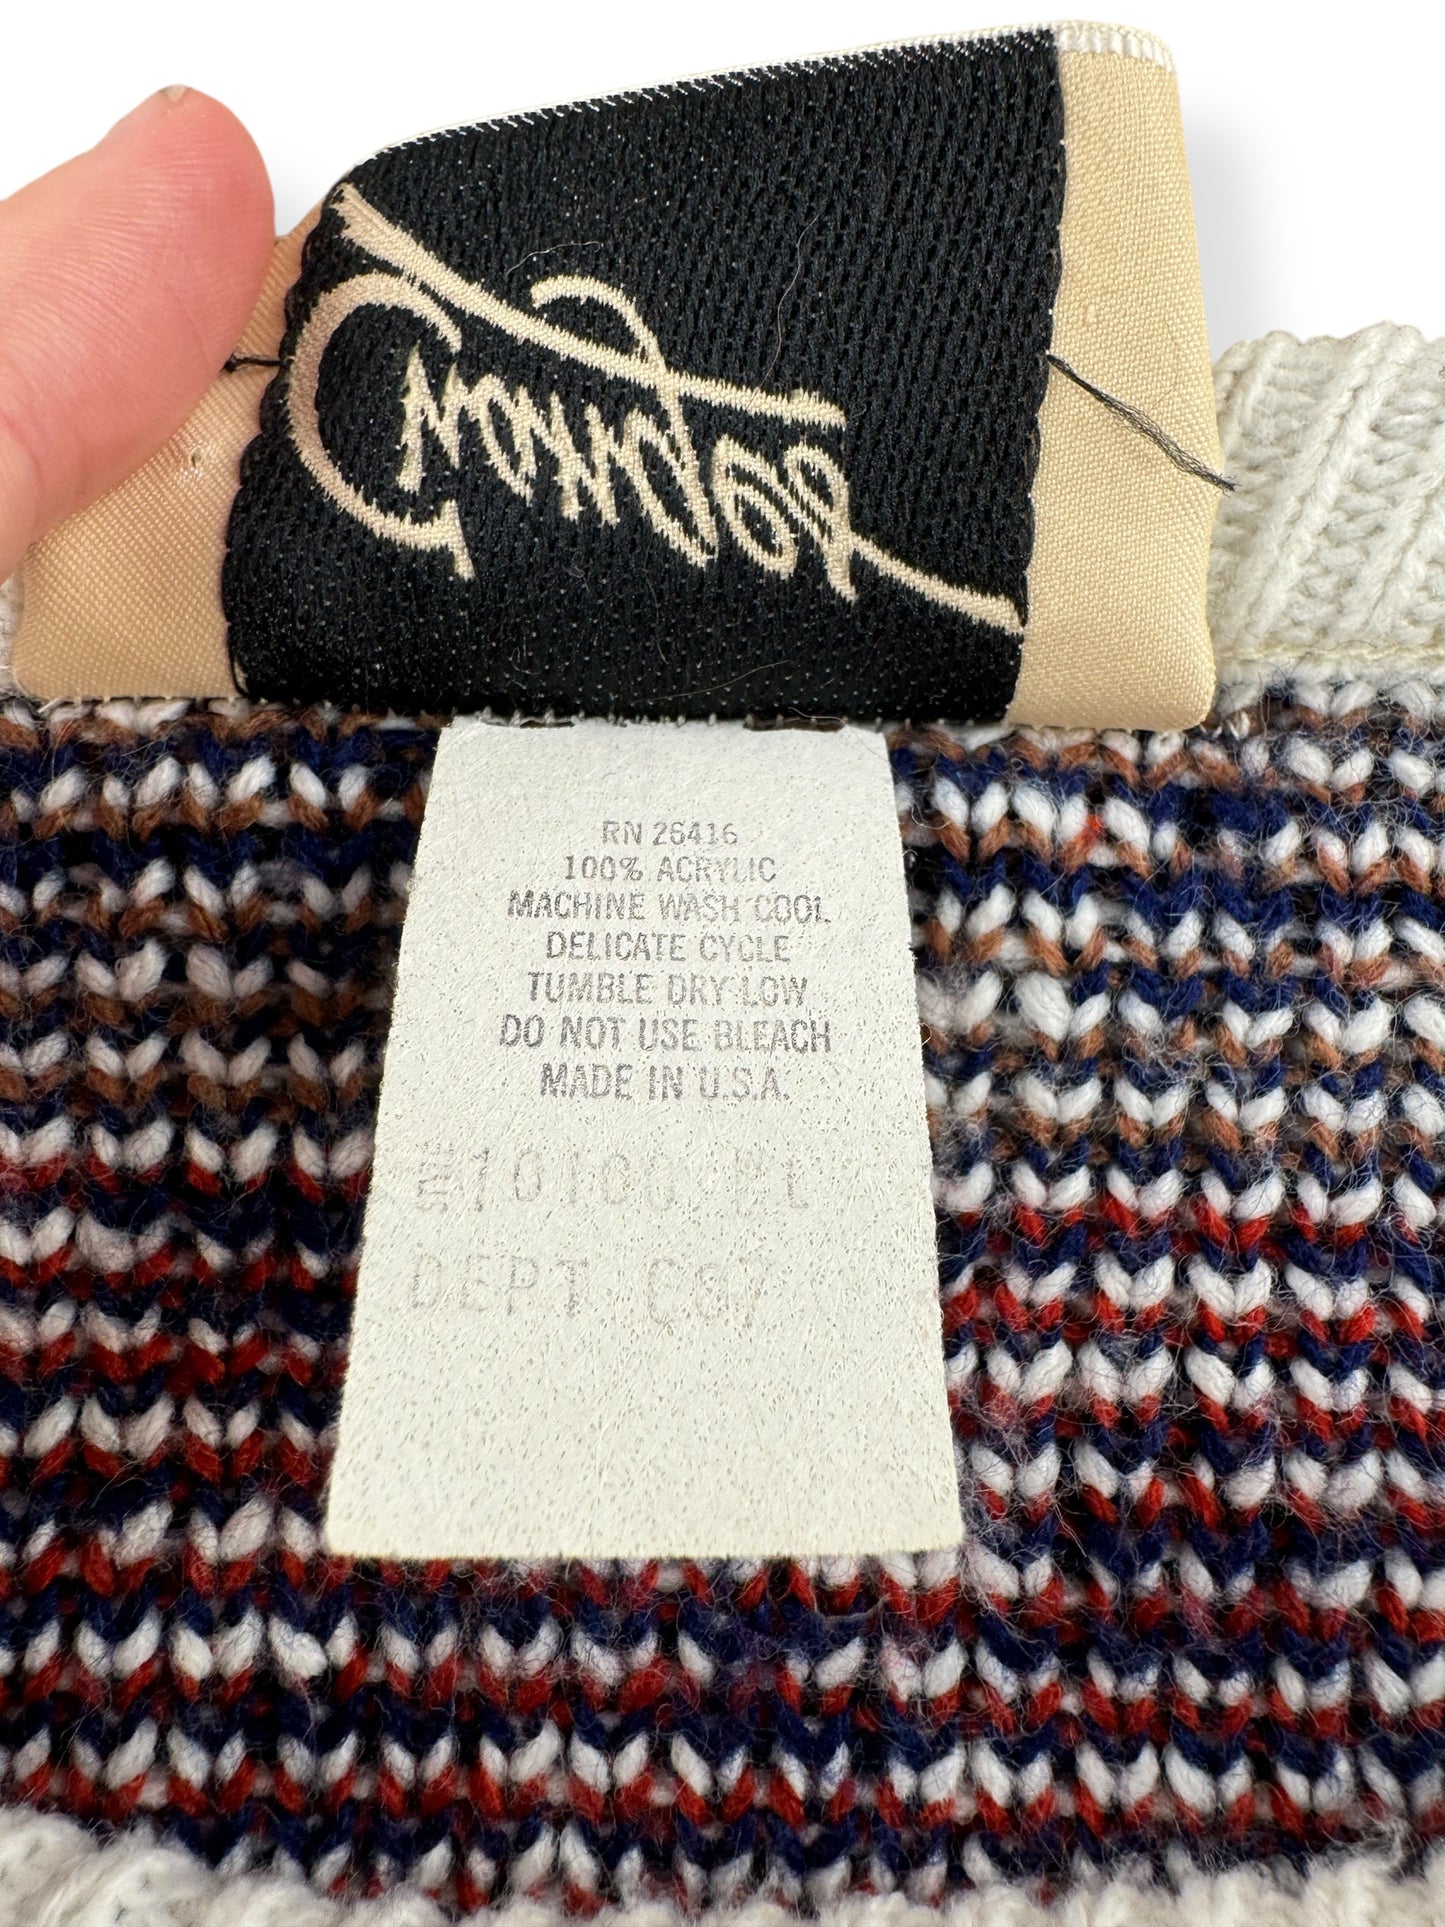 LeTenron
RN 26416
100% ACRYLIC
MACHINE WASH COOL
DELICATE CYCLE
TUMBLE DRY LOW
DO NOT USE BLEACH
MADE IN U.S.A.
DEPT